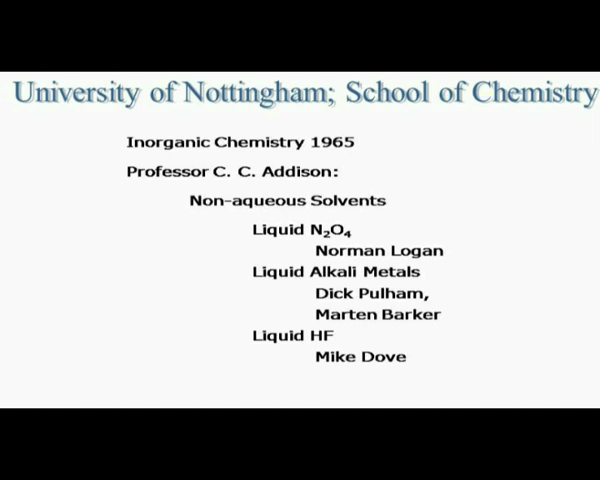 University of Nottingham; School of Chemistry
Inorganic Chemistry 1965
Professor C. C. Addison:
Non-aqueous Solvents
Liquid N₂O₄
Norman Logan
Liquid Alkali Metals
Dick Pulham,
Marten Barker
Liquid HF
Mike Dove